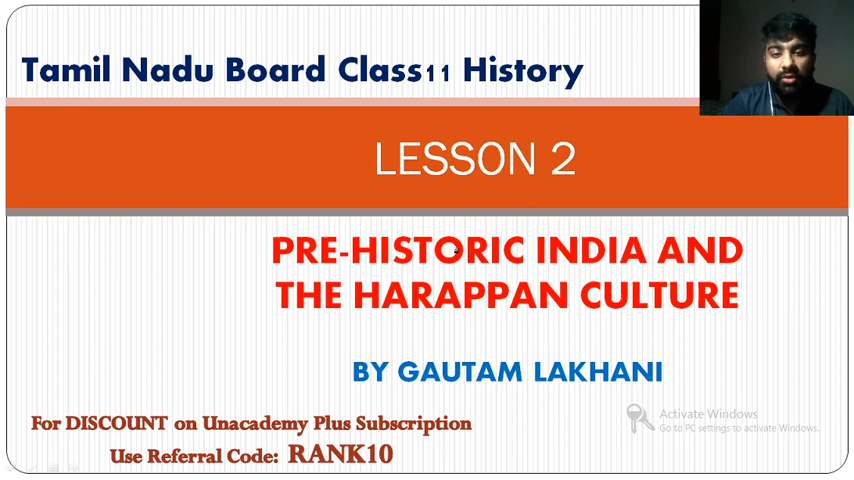 Tamil Nadu Board Class11 History
LESSON 2
PRE-HISTORIC INDIA AND
THE HARAPPAN CULTURE
BY GAUTAM LAKHANI
For DISCOUNT on Unacademy Plus Subscription
Use Referral Code: RANK10
Activate Windows
Go to PC settings to activate Windows.